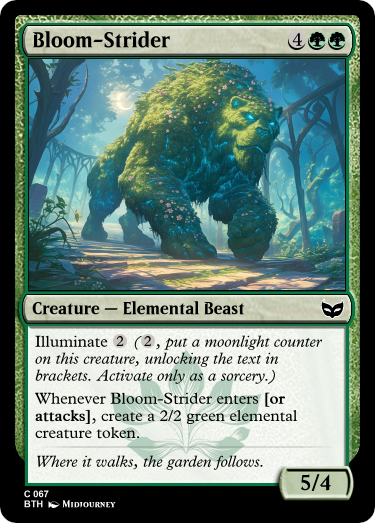 Bloom-Strider 4
Creature — Elemental Beast
Illuminate 2 (2, put a moonlight counter
on this creature, unlocking the text in
brackets. Activate only as a sorcery.)
Whenever Bloom-Strider enters [or
attacks], create a 2/2 green elemental
creature token.
Where it walks, the garden follows.
5/4
C 067
BTH Midjourney